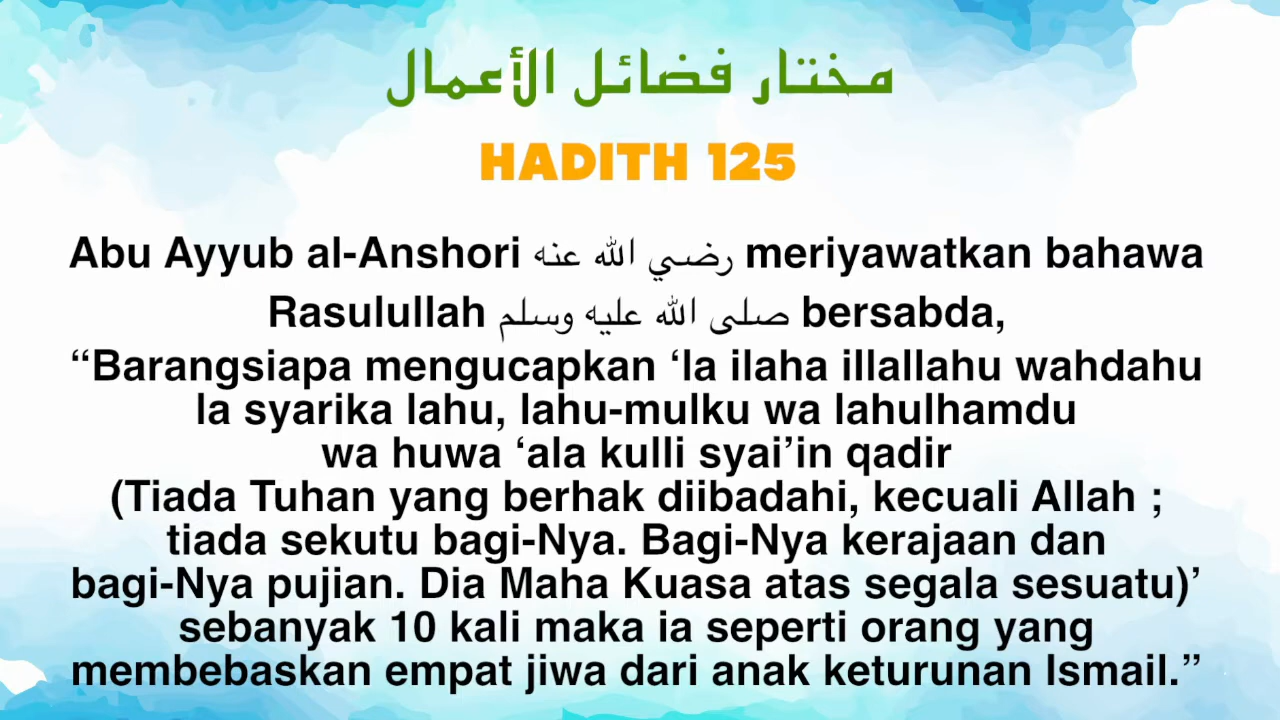 مختار فضائل الأعمال
HADITH 125
Abu Ayyub al-Anshori رضي الله عنه meriyawatkan bahawa
Rasulullah صلى الله عليه وسلم bersabda,
“Barangsiapa mengucapkan ‘la ilaha illallahu wahdahu
la syarika lahu, lahu-mulku wa lahulhamdu
wa huwa ‘ala kulli syai’in qadir
(Tiada Tuhan yang berhak diibadahi, kecuali Allah ;
tiada sekutu bagi-Nya. Bagi-Nya kerajaan dan
bagi-Nya pujian. Dia Maha Kuasa atas segala sesuatu)’
sebanyak 10 kali maka ia seperti orang yang
membebaskan empat jiwa dari anak keturunan Ismail.”